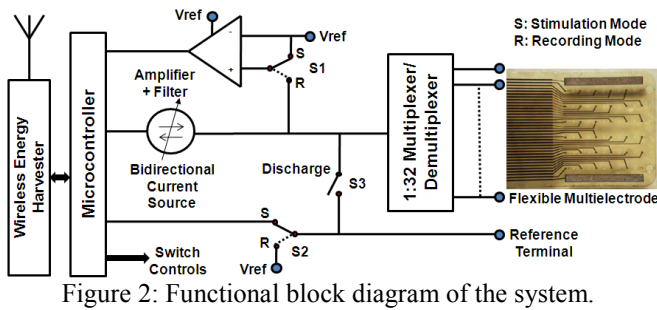 Vref
Vref
S: Stimulation Mode
R: Recording Mode
-
+
S
S1
R
Amplifier
+ Filter
Wireless Energy
Harvester
Microcontroller
Bidirectional
Current
Source
1:32 Multiplexer/
Demultiplexer
Discharge
S3
Flexible Multielectrode
S
R
S2
Vref
Reference
Terminal
Switch
Controls
Figure 2: Functional block diagram of the system.